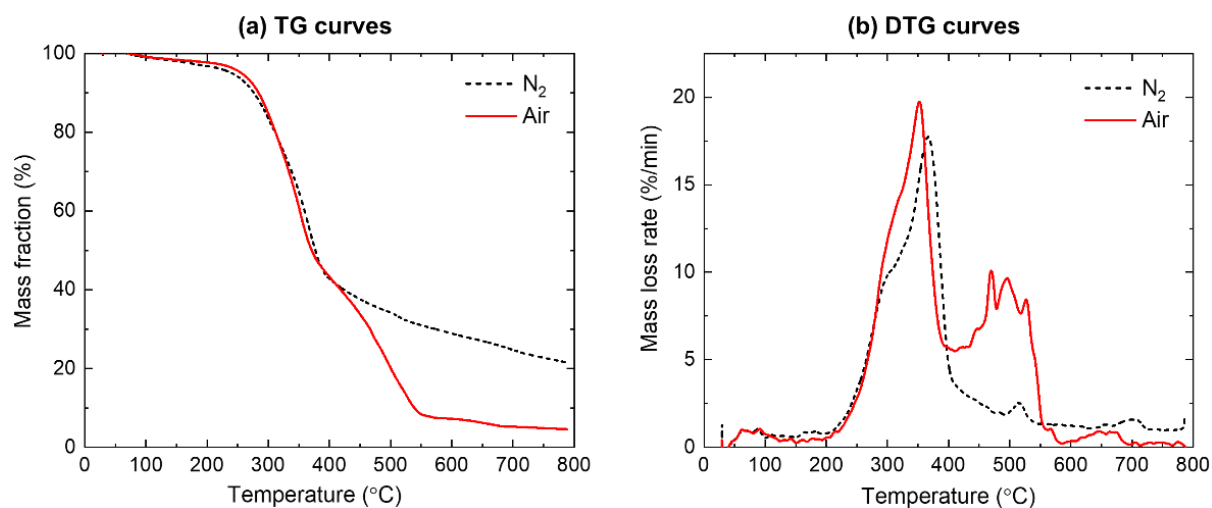 (a) TG curves
100
80
60
40
20
0
Mass fraction (%)
N₂
Air
0 100 200 300 400 500 600 700 800
Temperature (°C)
(b) DTG curves
20
15
10
5
0
Mass loss rate (%/min)
N₂
Air
0 100 200 300 400 500 600 700 800
Temperature (°C)